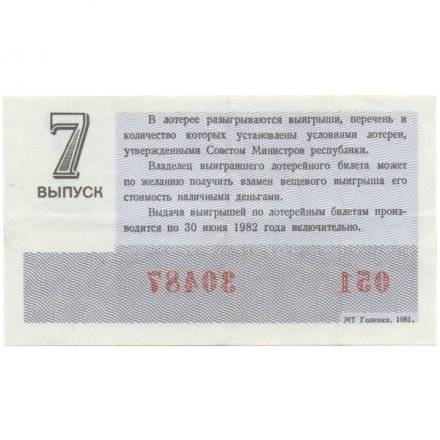 7
ВЫПУСК
В лотерее разыгрываются выигрыши, перечень и
количество которых установлены условиями лотереи,
утвержденными Советом Министров республики.
Владелец выигравшего лотерейного билета может
по желанию получить взамен вещевого выигрыша его
стоимость наличными деньгами.
Выдача выигрышей по лотерейным билетам произ-
водится по 30 июня 1982 года включительно.
30487 051
МТ Гознака. 1981.